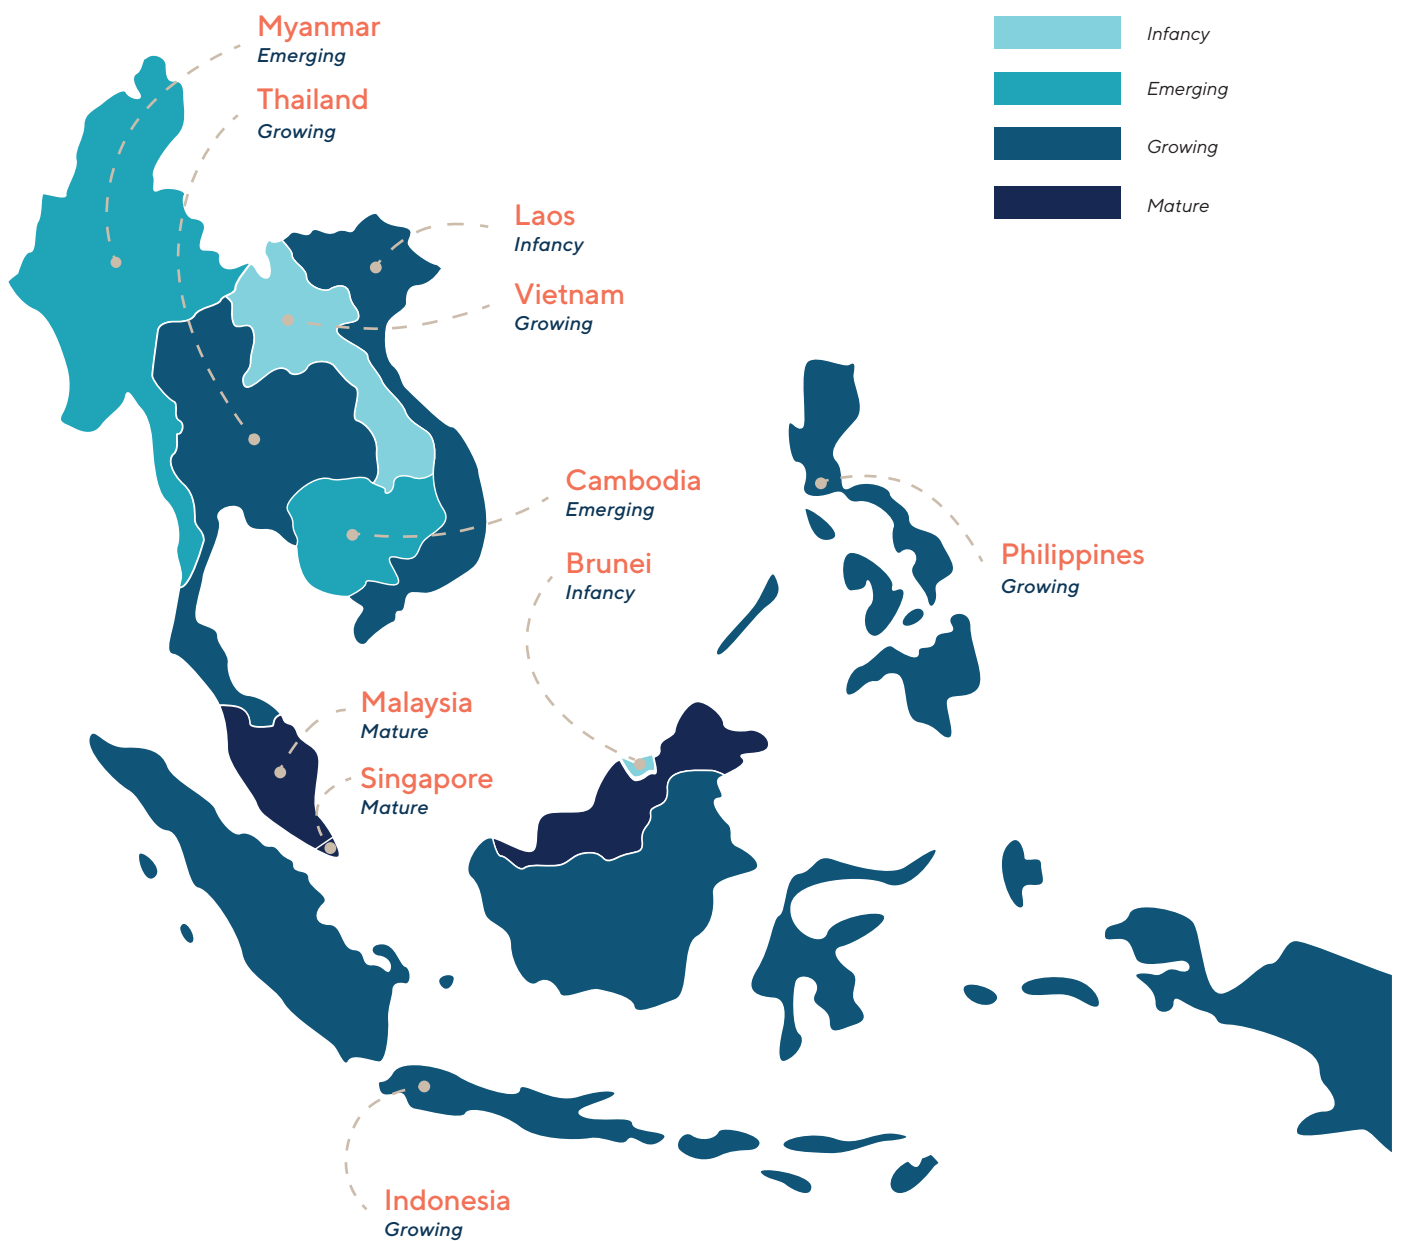 Myanmar
Emerging
Thailand
Growing
Laos
Infancy
Vietnam
Growing
Cambodia
Emerging
Brunei
Infancy
Philippines
Growing
Malaysia
Mature
Singapore
Mature
Indonesia
Growing
Infancy
Emerging
Growing
Mature